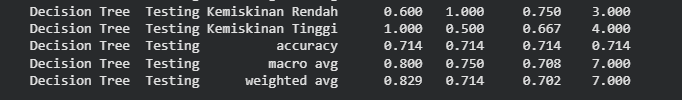 Decision Tree Testing Kemiskinan Rendah 0.600 1.000 0.750 3.000
Decision Tree Testing Kemiskinan Tinggi 1.000 0.500 0.667 4.000
Decision Tree Testing accuracy 0.714 0.714 0.714 0.714
Decision Tree Testing macro avg 0.800 0.750 0.708 7.000
Decision Tree Testing weighted avg 0.829 0.714 0.702 7.000